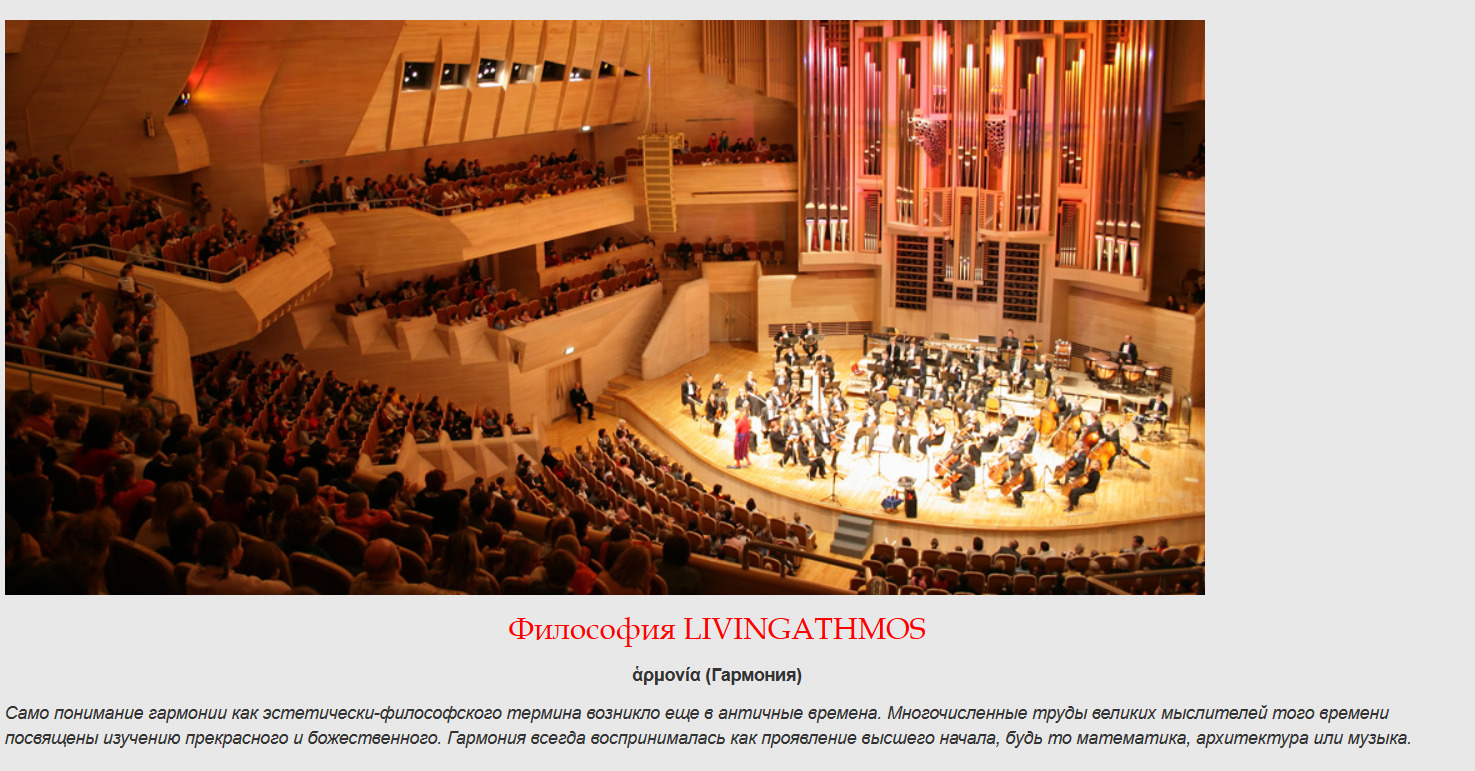 Философия LIVINGATHMOS
ἁρμονία (Гармония)
Само понимание гармонии как эстетически-философского термина возникло еще в античные времена. Многочисленные труды великих мыслителей того времени
посвящены изучению прекрасного и божественного. Гармония всегда воспринималась как проявление высшего начала, будь то математика, архитектура или музыка.